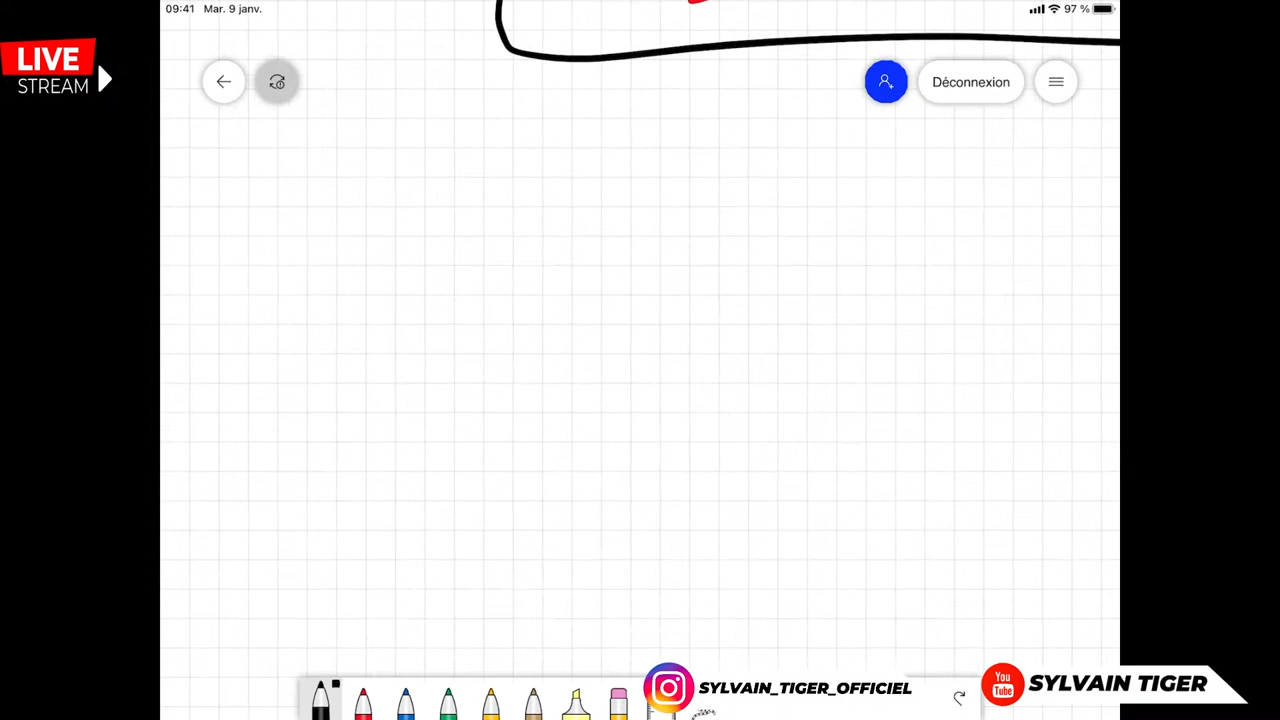 09:41 Mar. 9 janv.
97 %
LIVE
STREAM
Déconnexion
You
Tube
SYLVAIN_TIGER_OFFICIEL
SYLVAIN TIGER